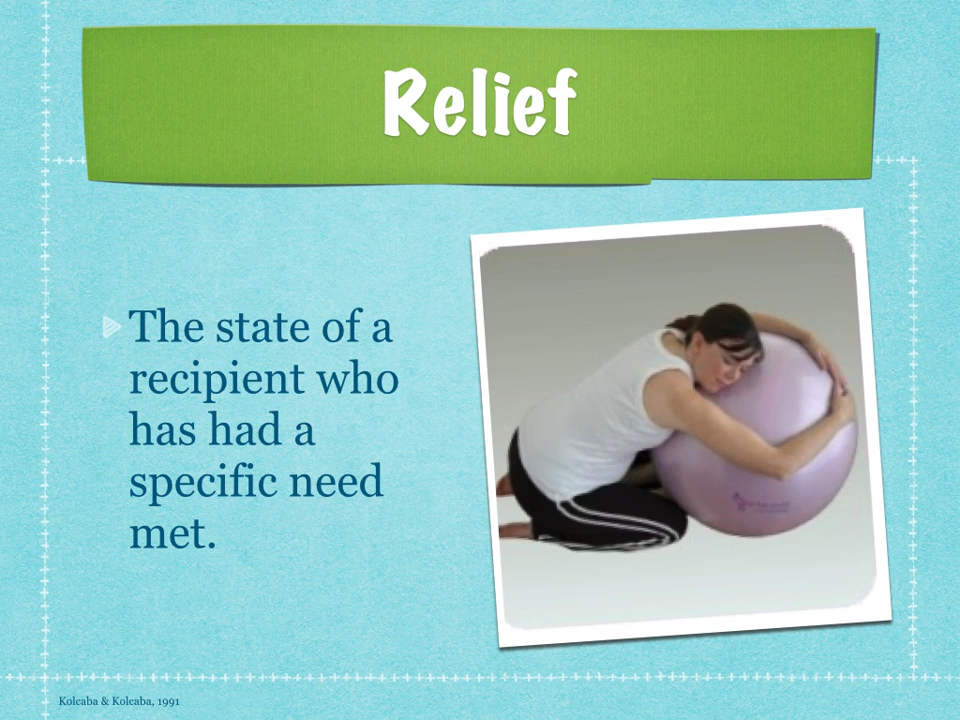 Relief
The state of a
recipient who
has had a
specific need
met.
Kolcaba & Kolcaba, 1991